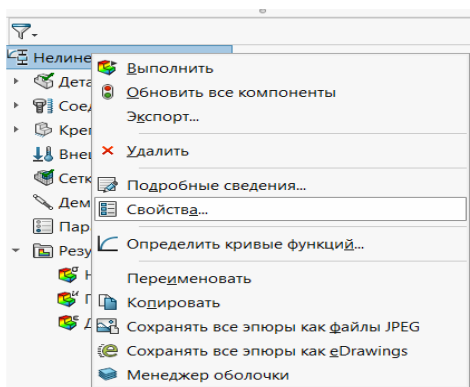 Нелине
Выполнить
Дета
Обновить все компоненты
Соед
Экспорт...
Креп
Внеш
Удалить
Сетк
Подробные сведения...
Дем
Свойства...
Пар
Определить кривые функций...
Резу
Переименовать
Н
Копировать
П
Сохранять все эпюры как файлы JPEG
Д
Сохранять все эпюры как eDrawings
Менеджер оболочки